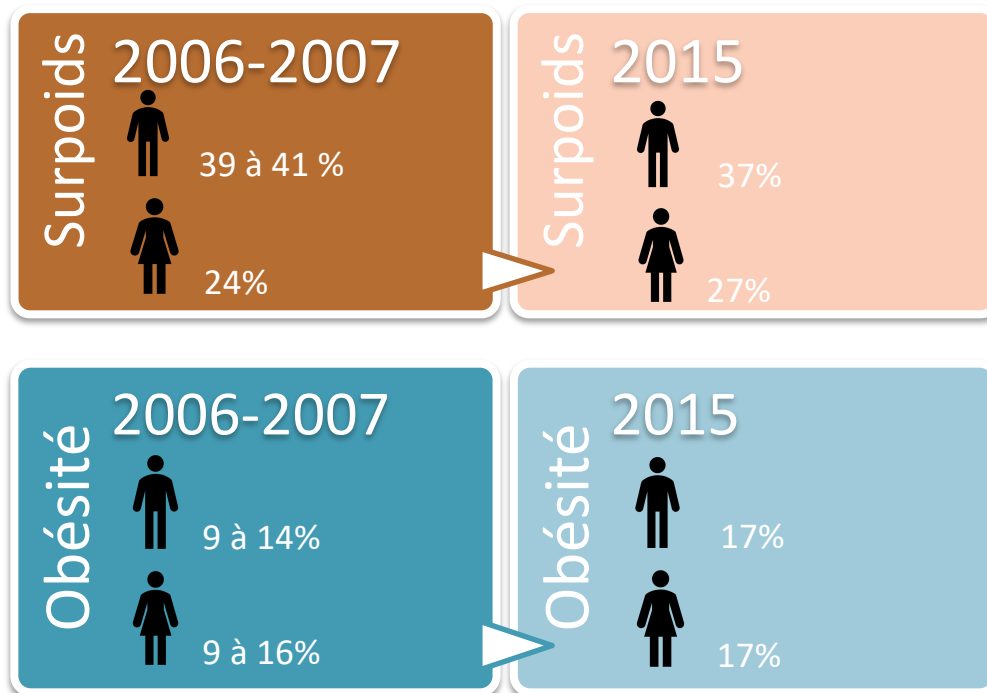 Surpoids
2006-2007
39 à 41 %
24%
Surpoids
2015
37%
27%
Obésité
2006-2007
9 à 14%
9 à 16%
Obésité
2015
17%
17%